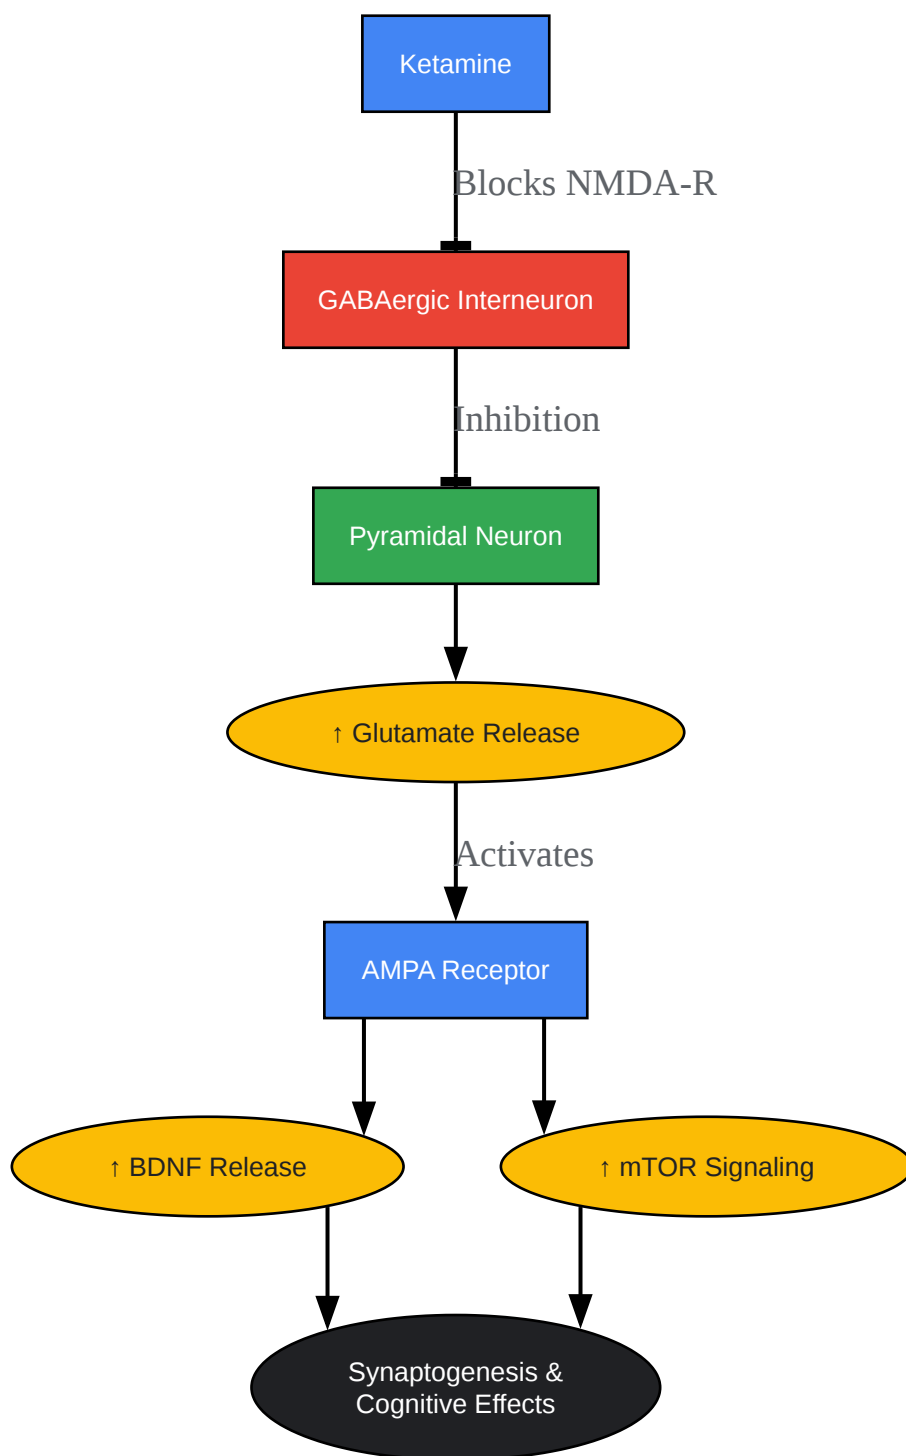 Ketamine
Blocks NMDA-R
GABAergic Interneuron
Inhibition
Pyramidal Neuron
↑ Glutamate Release
Activates
AMPA Receptor
↑ BDNF Release
↑ mTOR Signaling
Synaptogenesis &
Cognitive Effects